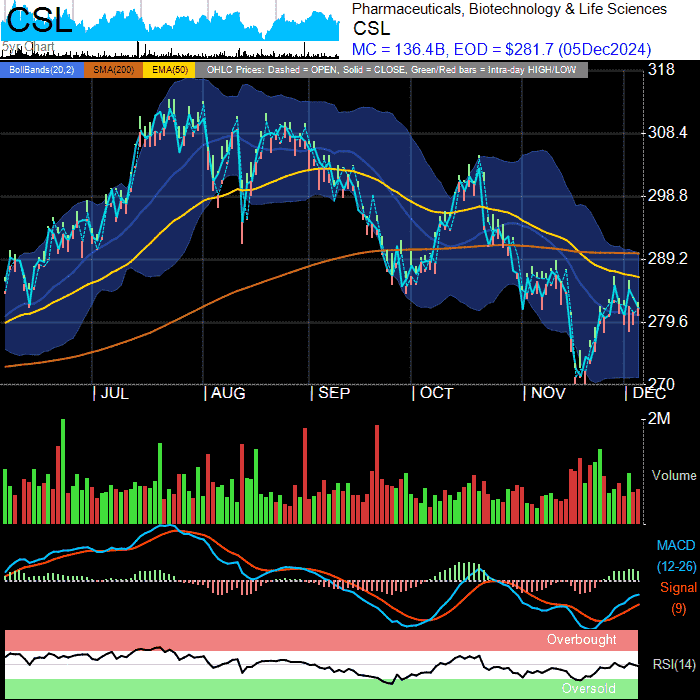 CSL
5yr Chart
Pharmaceuticals, Biotechnology & Life Sciences
CSL
MC = 136.4B, EOD = $281.7 (05Dec2024)
BollBands(20,2) SMA(200) EMA(50) OHLC Prices: Dashed = OPEN, Solid = CLOSE, Green/Red bars = Intra-day HIGH/LOW
318
308.4
298.8
289.2
279.6
270
JUL AUG SEP OCT NOV DEC
2M
Volume
MACD
(12-26)
Signal
(9)
Overbought
RSI(14)
Oversold